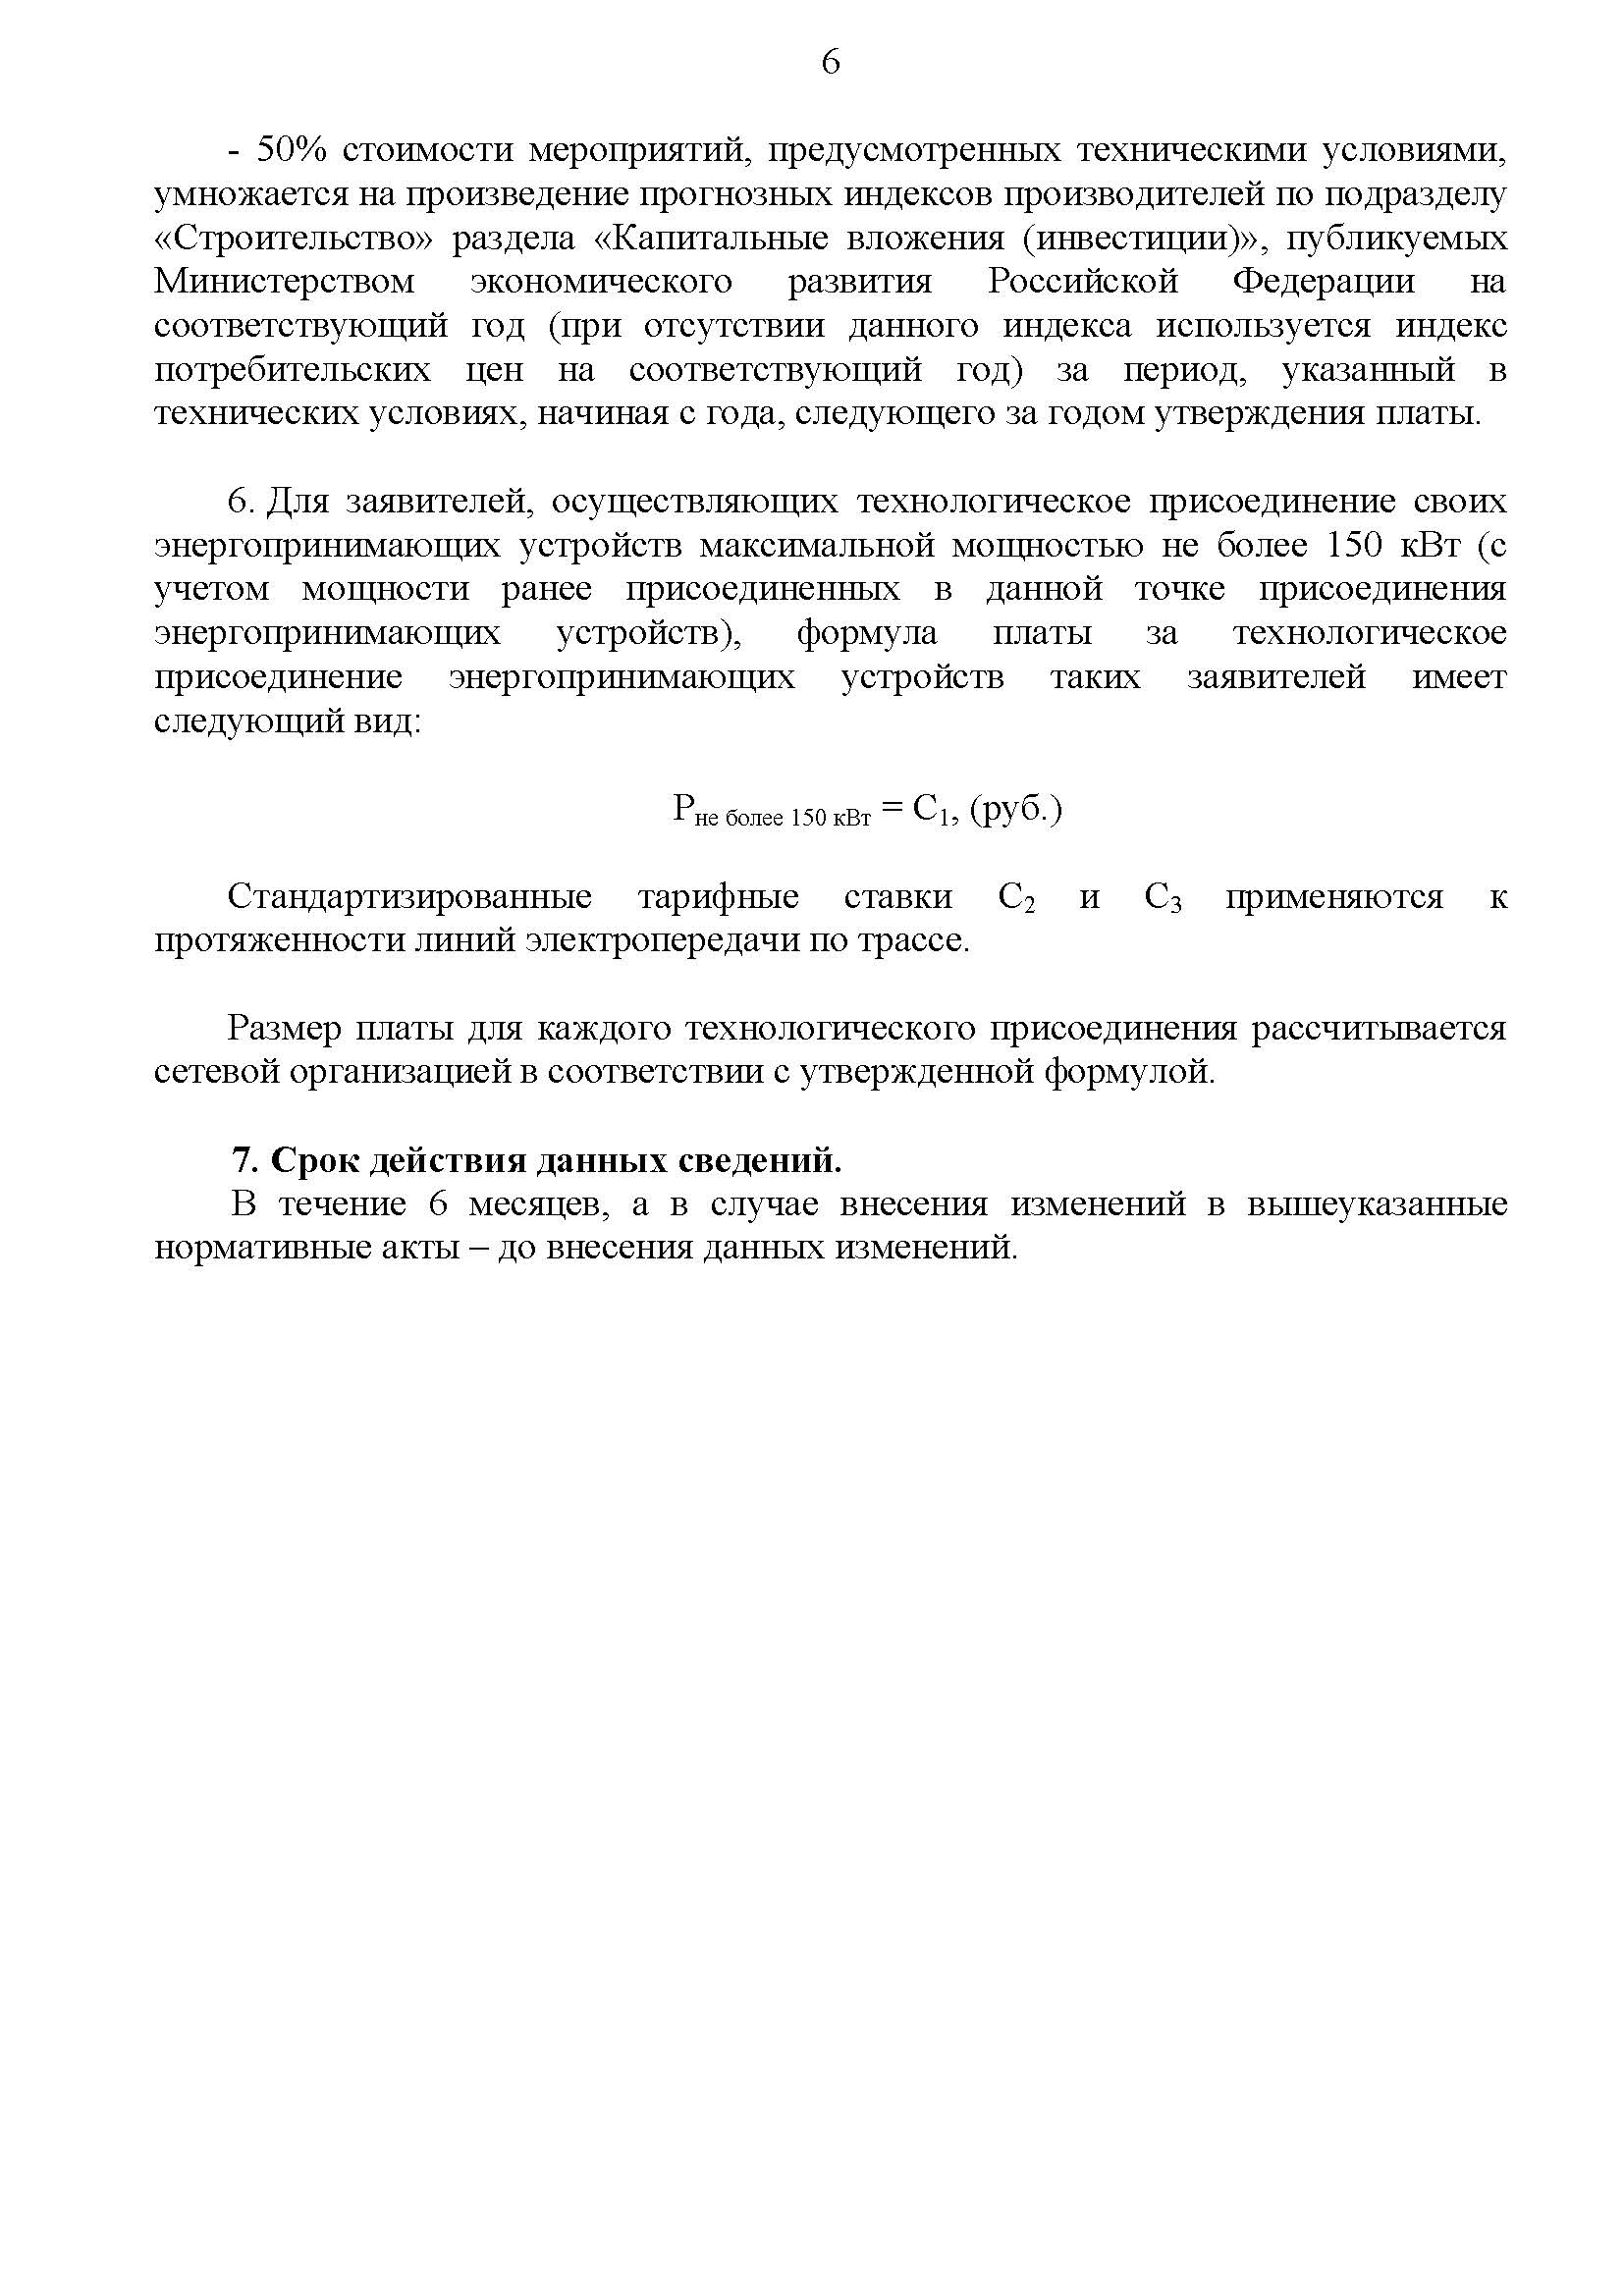 6
- 50% стоимости мероприятий, предусмотренных техническими условиями,
умножается на произведение прогнозных индексов производителей по подразделу
«Строительство» раздела «Капитальные вложения (инвестиции)», публикуемых
Министерством экономического развития Российской Федерации на
соответствующий год (при отсутствии данного индекса используется индекс
потребительских цен на соответствующий год) за период, указанный в
технических условиях, начиная с года, следующего за годом утверждения платы.
6. Для заявителей, осуществляющих технологическое присоединение своих
энергопринимающих устройств максимальной мощностью не более 150 кВт (с
учетом мощности ранее присоединенных в данной точке присоединения
энергопринимающих устройств), формула платы за технологическое
присоединение энергопринимающих устройств таких заявителей имеет
следующий вид:
Р не более 150 кВт = С₁, (руб.)
Стандартизированные тарифные ставки С₂ и С₃ применяются к
протяженности линий электропередачи по трассе.
Размер платы для каждого технологического присоединения рассчитывается
сетевой организацией в соответствии с утвержденной формулой.
7. Срок действия данных сведений.
В течение 6 месяцев, а в случае внесения изменений в вышеуказанные
нормативные акты – до внесения данных изменений.